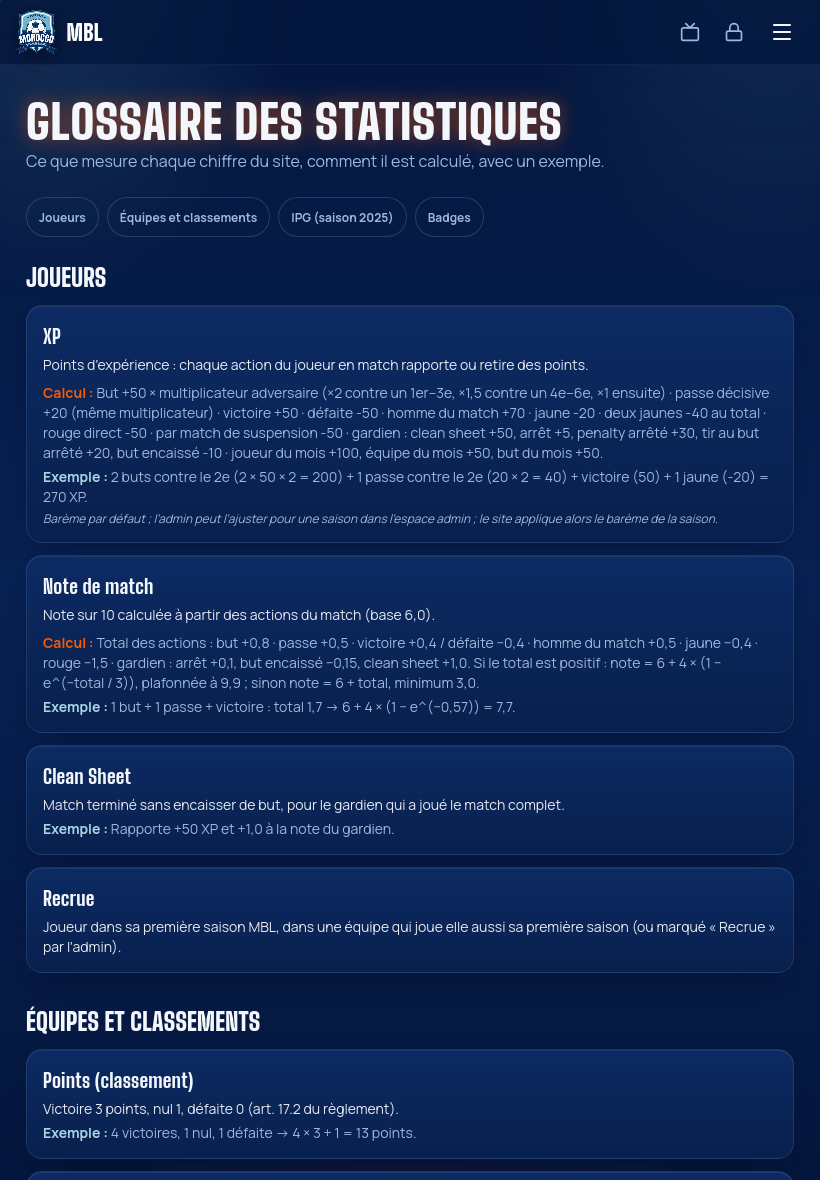 MOROCCO
MBL
GLOSSAIRE DES STATISTIQUES
Ce que mesure chaque chiffre du site, comment il est calculé, avec un exemple.
Joueurs
Équipes et classements
IPG (saison 2025)
Badges
JOUEURS
XP
Points d'expérience : chaque action du joueur en match rapporte ou retire des points.
Calcul : But +50 × multiplicateur adversaire (×2 contre un 1er–3e, ×1,5 contre un 4e–6e, ×1 ensuite) · passe décisive
+20 (même multiplicateur) · victoire +50 · défaite -50 · homme du match +70 · jaune -20 · deux jaunes -40 au total ·
rouge direct -50 · par match de suspension -50 · gardien : clean sheet +50, arrêt +5, penalty arrêté +30, tir au but
arrêté +20, but encaissé -10 · joueur du mois +100, équipe du mois +50, but du mois +50.
Exemple : 2 buts contre le 2e (2 × 50 × 2 = 200) + 1 passe contre le 2e (20 × 2 = 40) + victoire (50) + 1 jaune (-20) =
270 XP.
Barème par défaut ; l'admin peut l'ajuster pour une saison dans l'espace admin ; le site applique alors le barème de la saison.
Note de match
Note sur 10 calculée à partir des actions du match (base 6,0).
Calcul : Total des actions : but +0,8 · passe +0,5 · victoire +0,4 / défaite −0,4 · homme du match +0,5 · jaune −0,4 ·
rouge −1,5 · gardien : arrêt +0,1, but encaissé −0,15, clean sheet +1,0. Si le total est positif : note = 6 + 4 × (1 −
e^(−total / 3)), plafonnée à 9,9 ; sinon note = 6 + total, minimum 3,0.
Exemple : 1 but + 1 passe + victoire : total 1,7 → 6 + 4 × (1 − e^(−0,57)) = 7,7.
Clean Sheet
Match terminé sans encaisser de but, pour le gardien qui a joué le match complet.
Exemple : Rapporte +50 XP et +1,0 à la note du gardien.
Recrue
Joueur dans sa première saison MBL, dans une équipe qui joue elle aussi sa première saison (ou marqué « Recrue »
par l'admin).
ÉQUIPES ET CLASSEMENTS
Points (classement)
Victoire 3 points, nul 1, défaite 0 (art. 17.2 du règlement).
Exemple : 4 victoires, 1 nul, 1 défaite → 4 × 3 + 1 = 13 points.